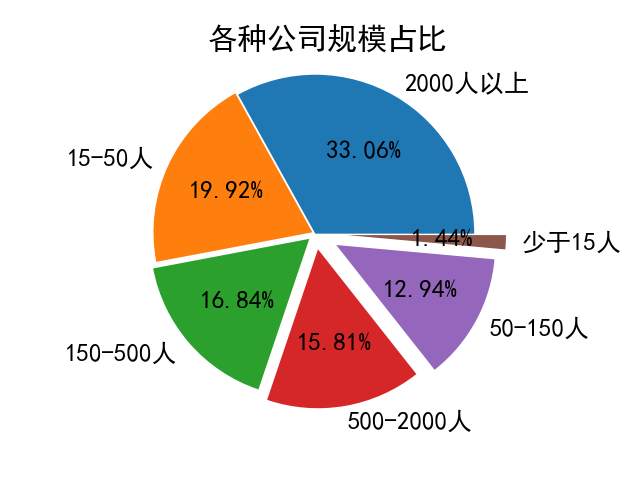 各种公司规模占比
2000人以上
33.06%
15-50人
19.92%
150-500人
16.84%
500-2000人
15.81%
50-150人
12.94%
少于15人
1.44%